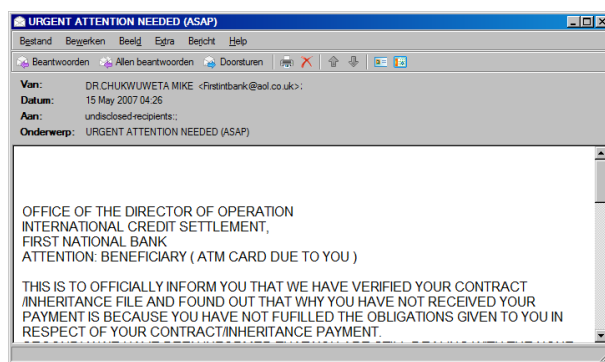 URGENT ATTENTION NEEDED (ASAP)
Bestand Bewerken Beeld Extra Bericht Help
Beantwoorden Allen beantwoorden Doorsturen
Van: DR.CHUKWUWETA MIKE <Firstintbank@aol.co.uk>:
Datum: 15 May 2007 04:26
Aan: undisclosed-recipients:;
Onderwerp: URGENT ATTENTION NEEDED (ASAP)
OFFICE OF THE DIRECTOR OF OPERATION
INTERNATIONAL CREDIT SETTLEMENT,
FIRST NATIONAL BANK
ATTENTION: BENEFICIARY ( ATM CARD DUE TO YOU )
THIS IS TO OFFICIALLY INFORM YOU THAT WE HAVE VERIFIED YOUR CONTRACT
/INHERITANCE FILE AND FOUND OUT THAT WHY YOU HAVE NOT RECEIVED YOUR
PAYMENT IS BECAUSE YOU HAVE NOT FUFILLED THE OBLIGATIONS GIVEN TO YOU IN
RESPECT OF YOUR CONTRACT/INHERITANCE PAYMENT.